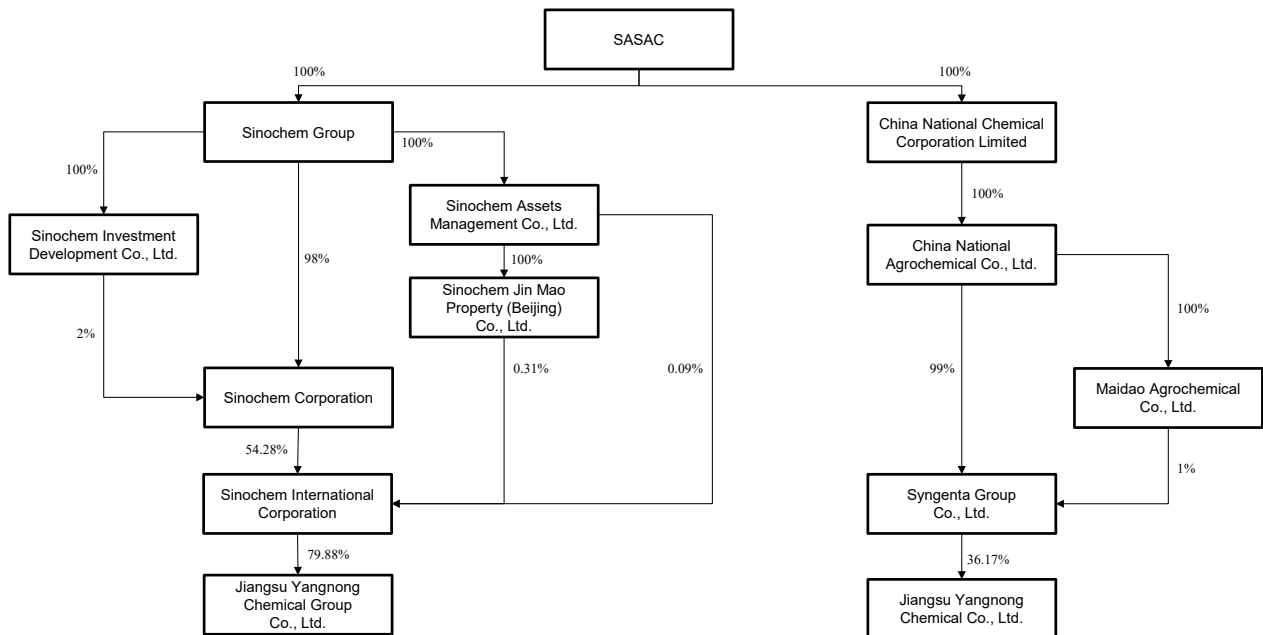 SASAC
100%
100%
Sinochem Group
China National Chemical
Corporation Limited
100%
100%
100%
Sinochem Assets
Management Co., Ltd.
Sinochem Investment
Development Co., Ltd.
China National
Agrochemical Co., Ltd.
98%
100%
Sinochem Jin Mao
Property (Beijing)
Co., Ltd.
100%
2%
0.31%
0.09%
99%
Sinochem Corporation
Maidao Agrochemical
Co., Ltd.
54.28%
1%
Sinochem International
Corporation
Syngenta Group
Co., Ltd.
79.88%
36.17%
Jiangsu Yangnong
Chemical Group
Co., Ltd.
Jiangsu Yangnong
Chemical Co., Ltd.